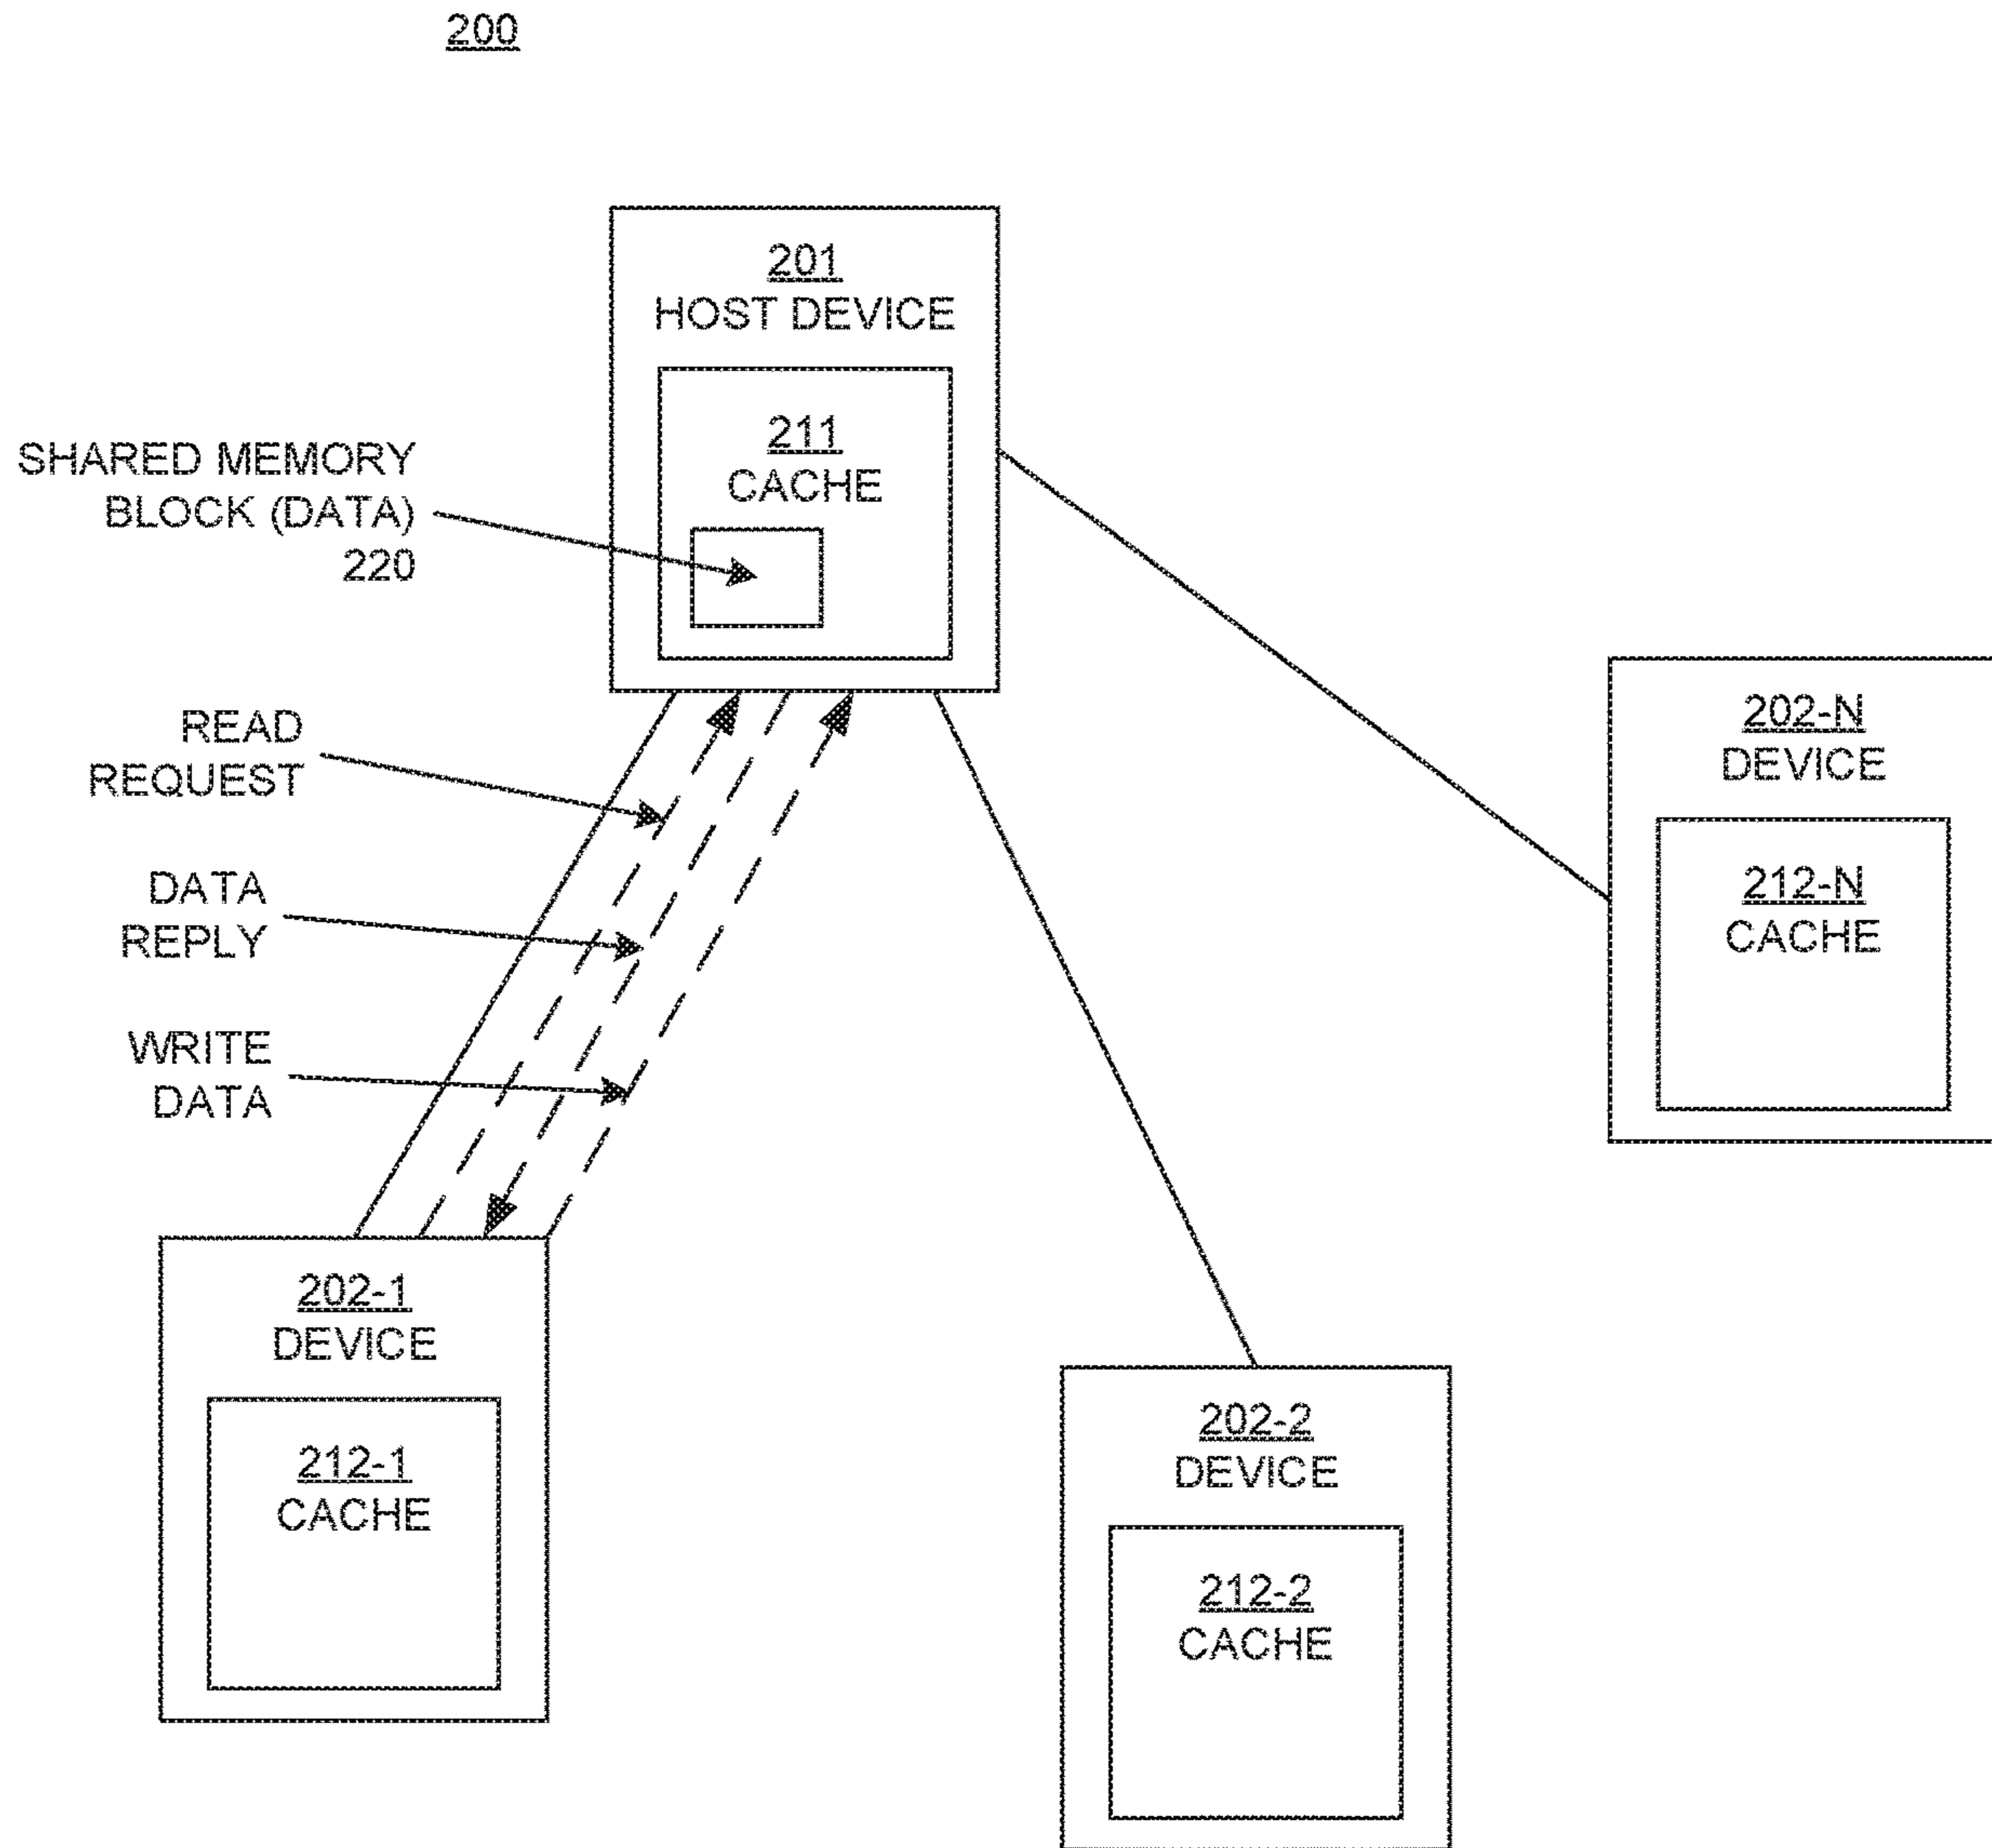 200
201
HOST DEVICE
211
CACHE
SHARED MEMORY
BLOCK (DATA)
220
READ
REQUEST
DATA
REPLY
WRITE
DATA
202-N
DEVICE
212-N
CACHE
202-1
DEVICE
212-1
CACHE
202-2
DEVICE
212-2
CACHE